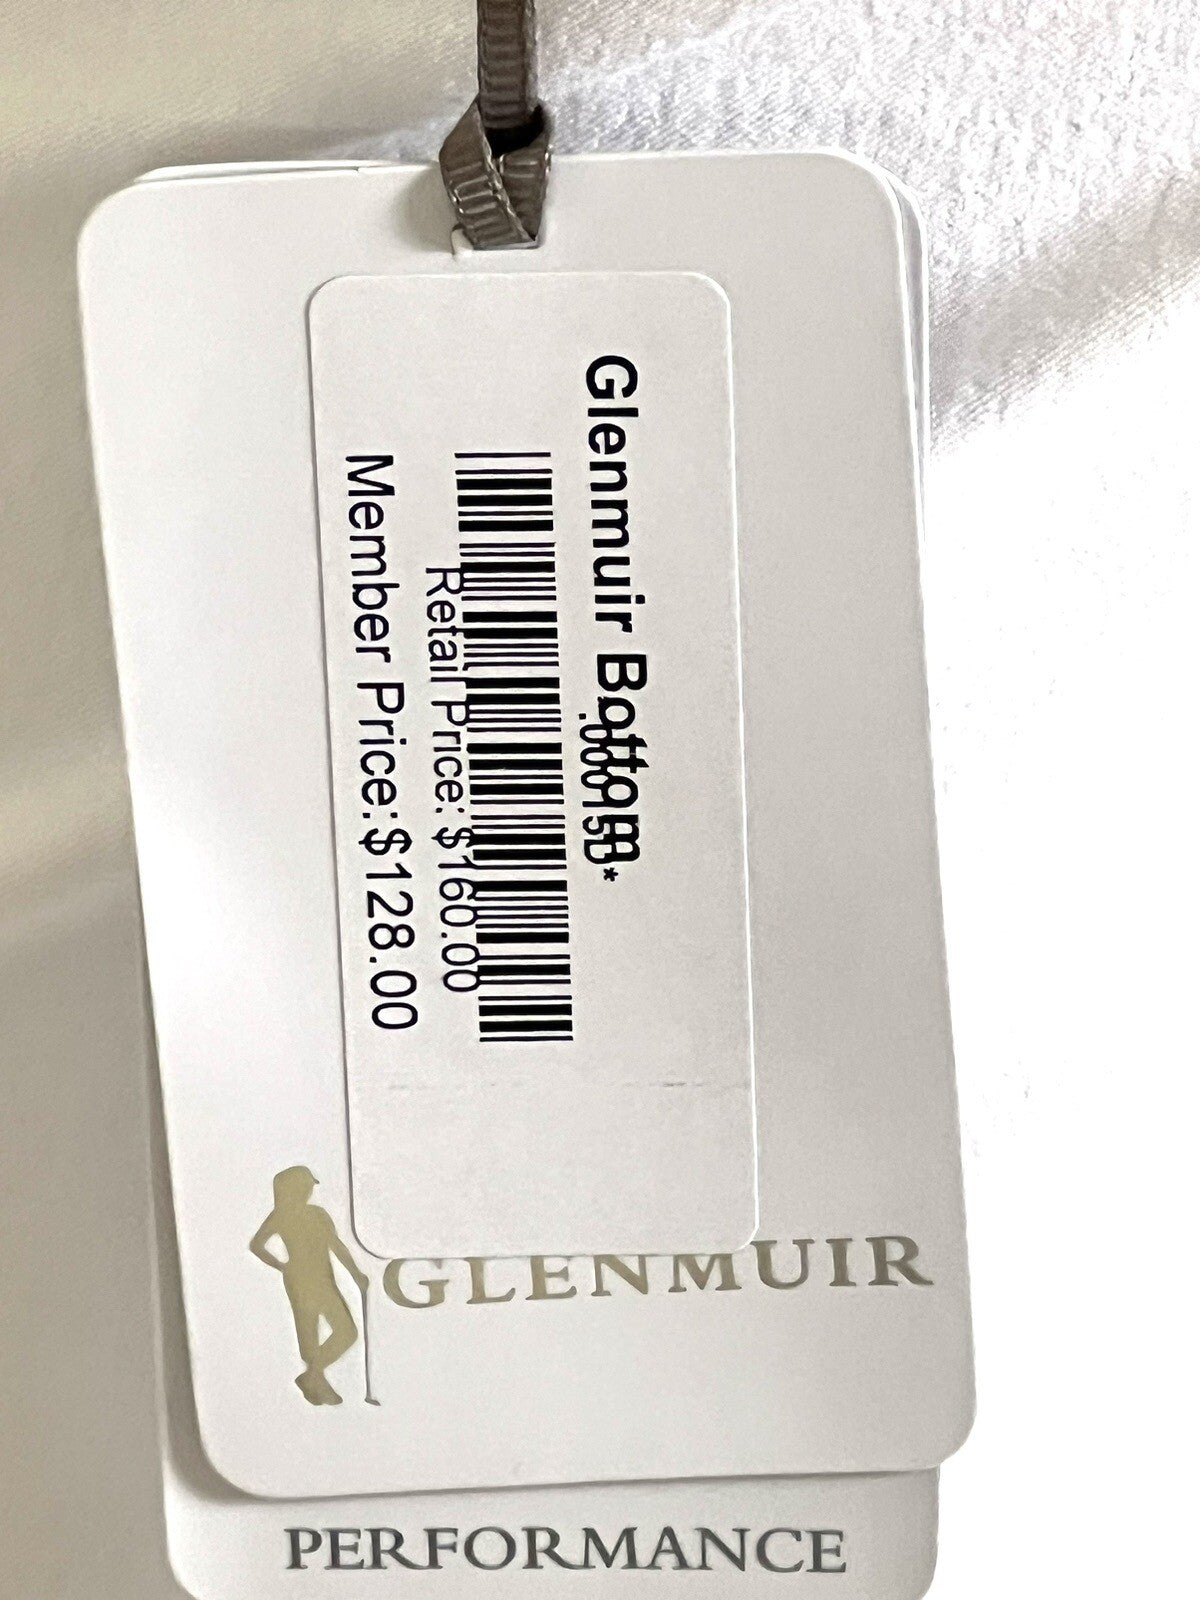 Glenmuir Bottom
Retail Price: $160.00
Member Price:$128.00
GLENMUIR
PERFORMANCE